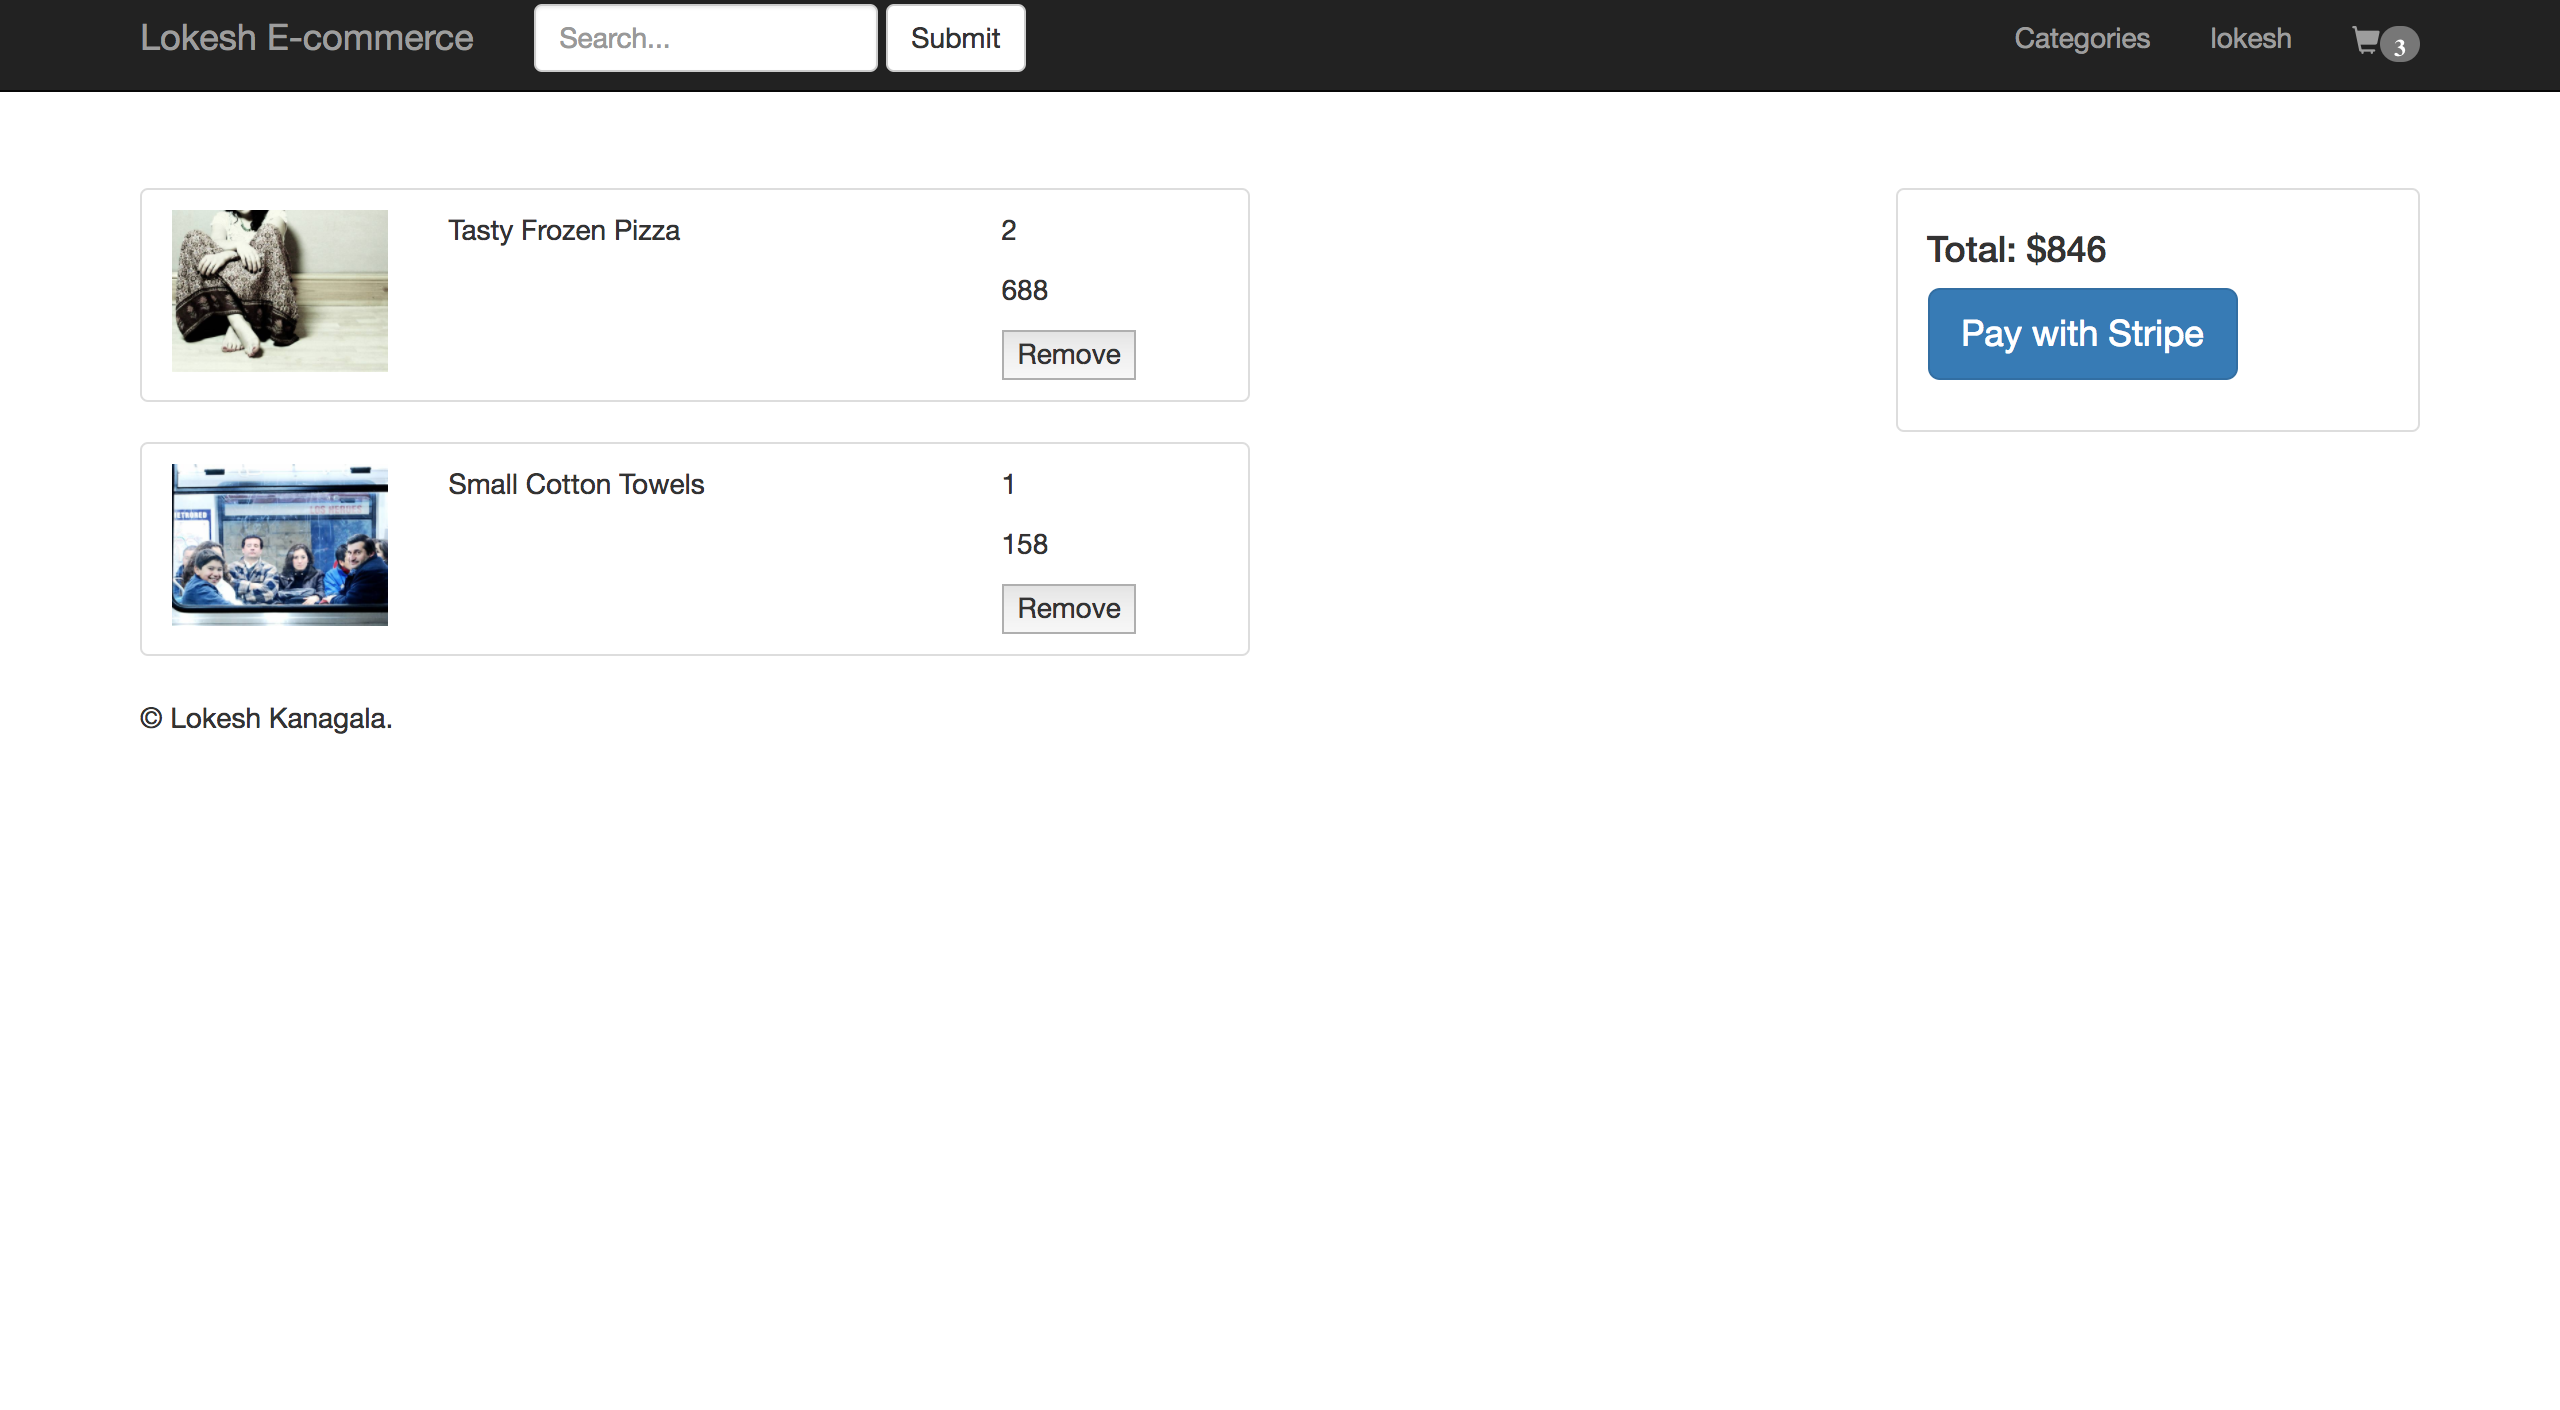 Lokesh E-commerce
Search...
Submit
Categories
lokesh
3
Tasty Frozen Pizza
2
688
Remove
Total: $846
Pay with Stripe
Small Cotton Towels
1
158
Remove
© Lokesh Kanagala.